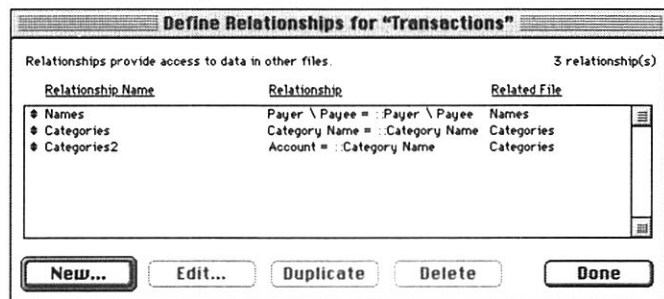 Define Relationships for “Transactions”
Relationships provide access to data in other files. 3 relationship(s)
Relationship Name Relationship Related File
Names Payer \ Payee = ::Payer \ Payee Names
Categories Category Name = ::Category Name Categories
Categories2 Account = ::Category Name Categories
New... Edit... Duplicate Delete Done